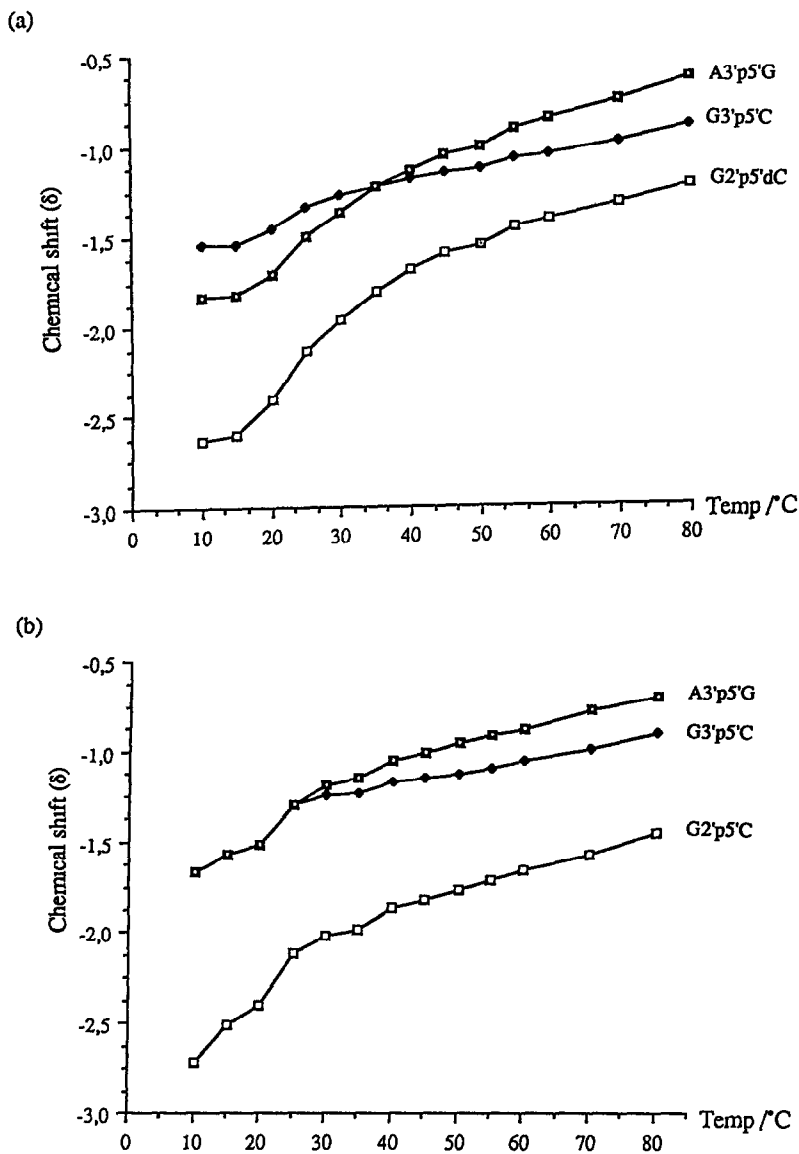 (a)
-0,5
-1,0
-1,5
-2,0
-2,5
-3,0
Chemical shift (δ)
A3'p5'G
G3'p5'C
G2'p5'dC
0 10 20 30 40 50 60 70 80
Temp /°C
(b)
-0,5
-1,0
-1,5
-2,0
-2,5
-3,0
Chemical shift (δ)
A3'p5'G
G3'p5'C
G2'p5'C
0 10 20 30 40 50 60 70 80
Temp /°C